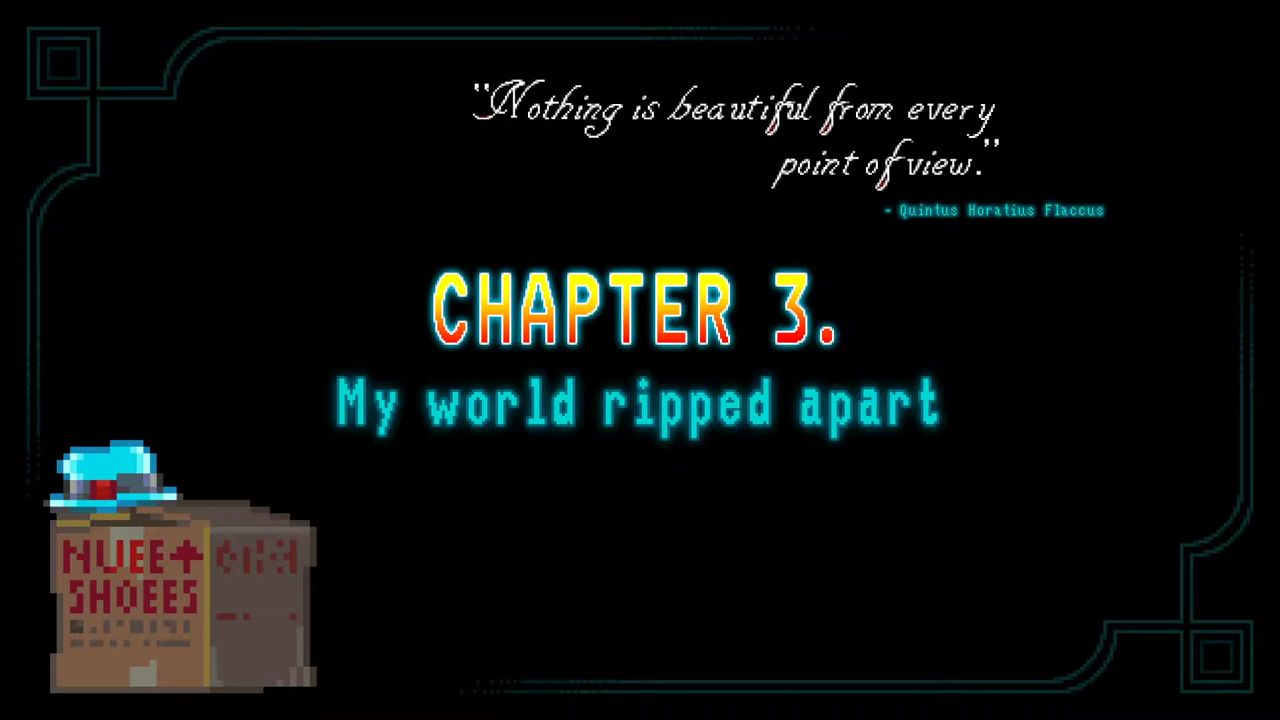 "Nothing is beautiful from every
point of view."
- Quintus Horatius Flaccus
CHAPTER 3.
My world ripped apart
NUEE
SHOEES